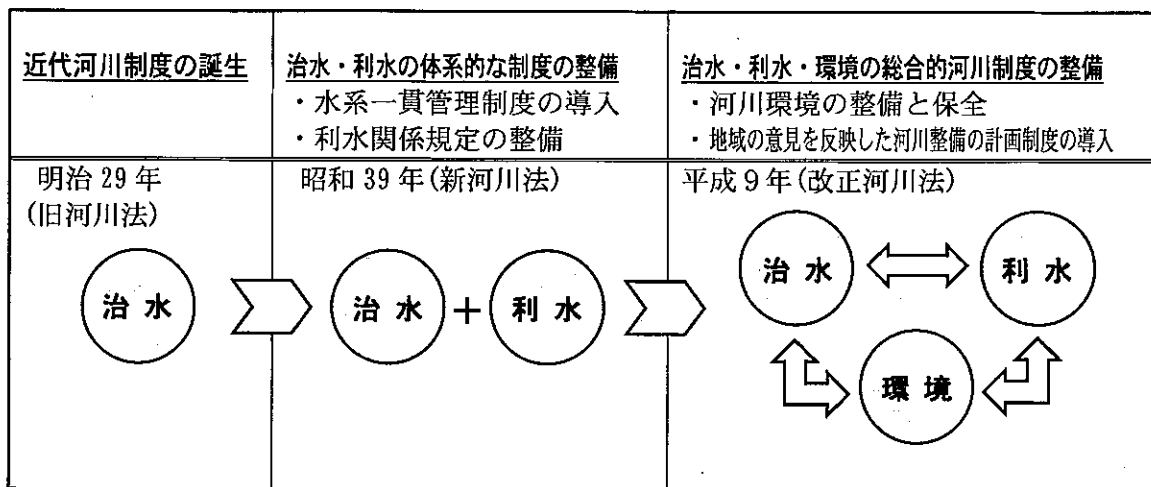 近代河川制度の誕生
治水・利水の体系的な制度の整備
・水系一貫管理制度の導入
・利水関係規定の整備
治水・利水・環境の総合的河川制度の整備
・河川環境の整備と保全
・地域の意見を反映した河川整備の計画制度の導入
明治29年
(旧河川法)
昭和39年(新河川法)
平成9年(改正河川法)
治水
治水
+
利水
治水
利水
環境